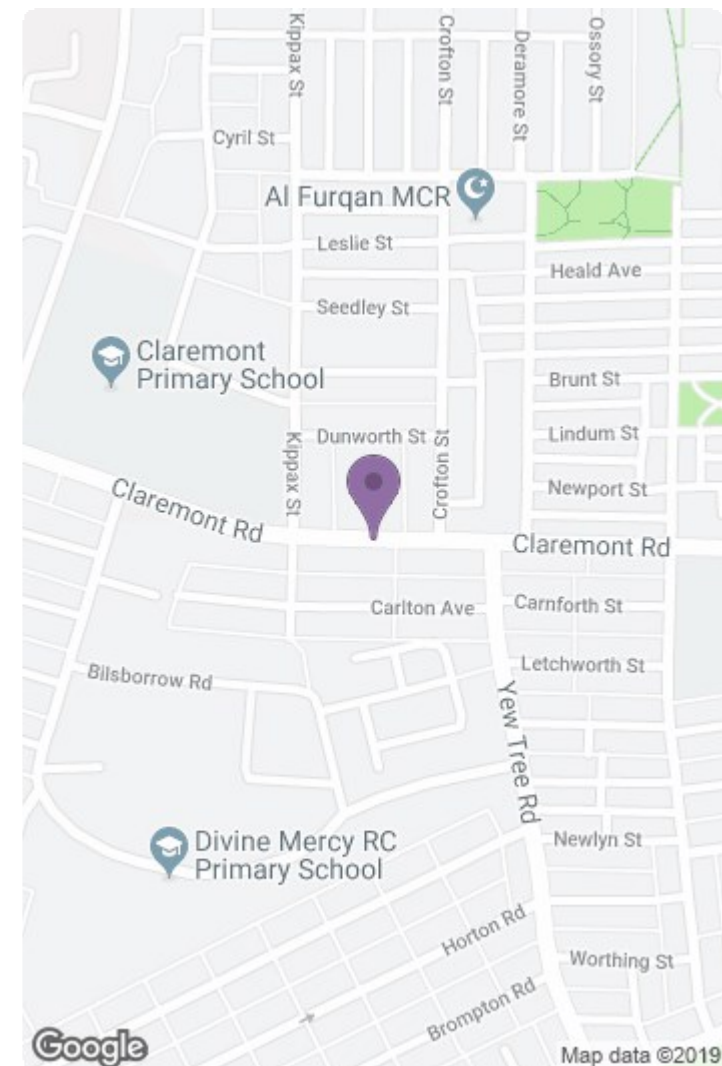 Kippax St
Crofton St
Deramore St
Ossory St
Cyril St
Al Furqan MCR
Leslie St
Heald Ave
Seedley St
Claremont
Primary School
Brunt St
Dunworth St
Lindum St
Kippax St
Crofton St
Newport St
Claremont Rd
Claremont Rd
Carlton Ave
Carnforth St
Letchworth St
Bilsborrow Rd
Yew Tree Rd
Divine Mercy RC
Primary School
Newlyn St
Horton Rd
Worthing St
Brompton Rd
Google
Map data ©2019